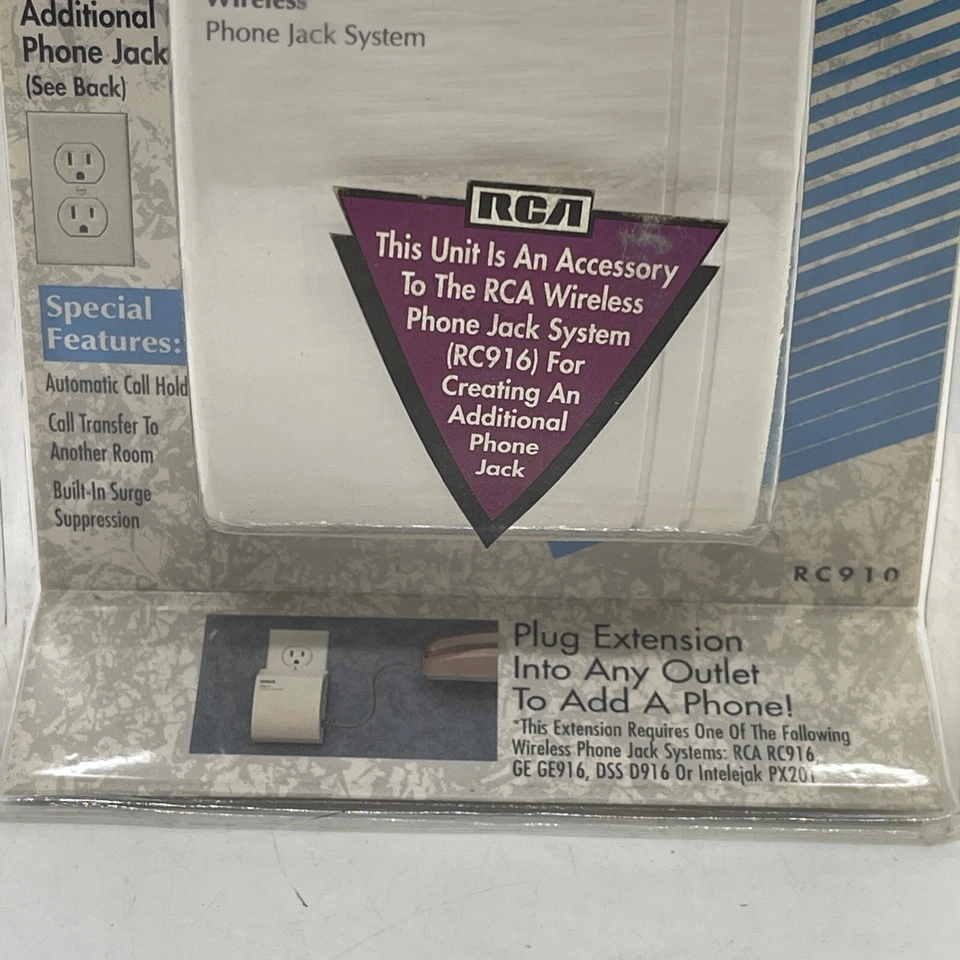 Additional
Phone Jack
(See Back)
Wireless
Phone Jack System
RCA
This Unit Is An Accessory
To The RCA Wireless
Phone Jack System
(RC916) For
Creating An
Additional
Phone
Jack
Special
Features:
Automatic Call Hold
Call Transfer To
Another Room
Built-In Surge
Suppression
RC910
Plug Extension
Into Any Outlet
To Add A Phone!
*This Extension Requires One Of The Following
Wireless Phone Jack Systems: RCA RC916,
GE GE916, DSS D916 Or Intelejak PX201